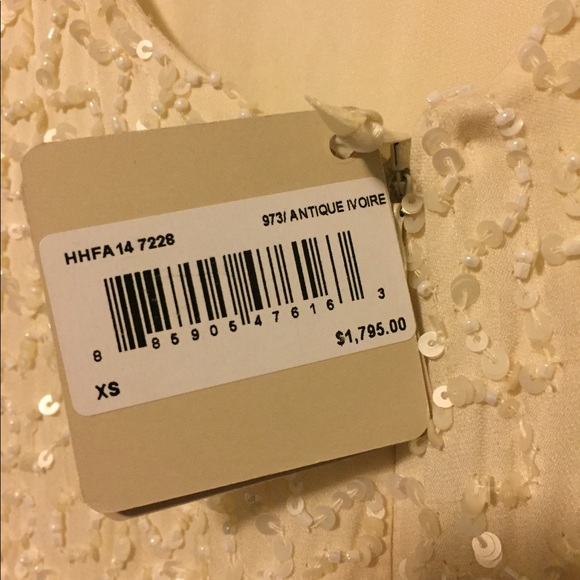 HHFA14 7228 973/ ANTIQUE IVOIRE
8 85905 47616 3
XS $1,795.00